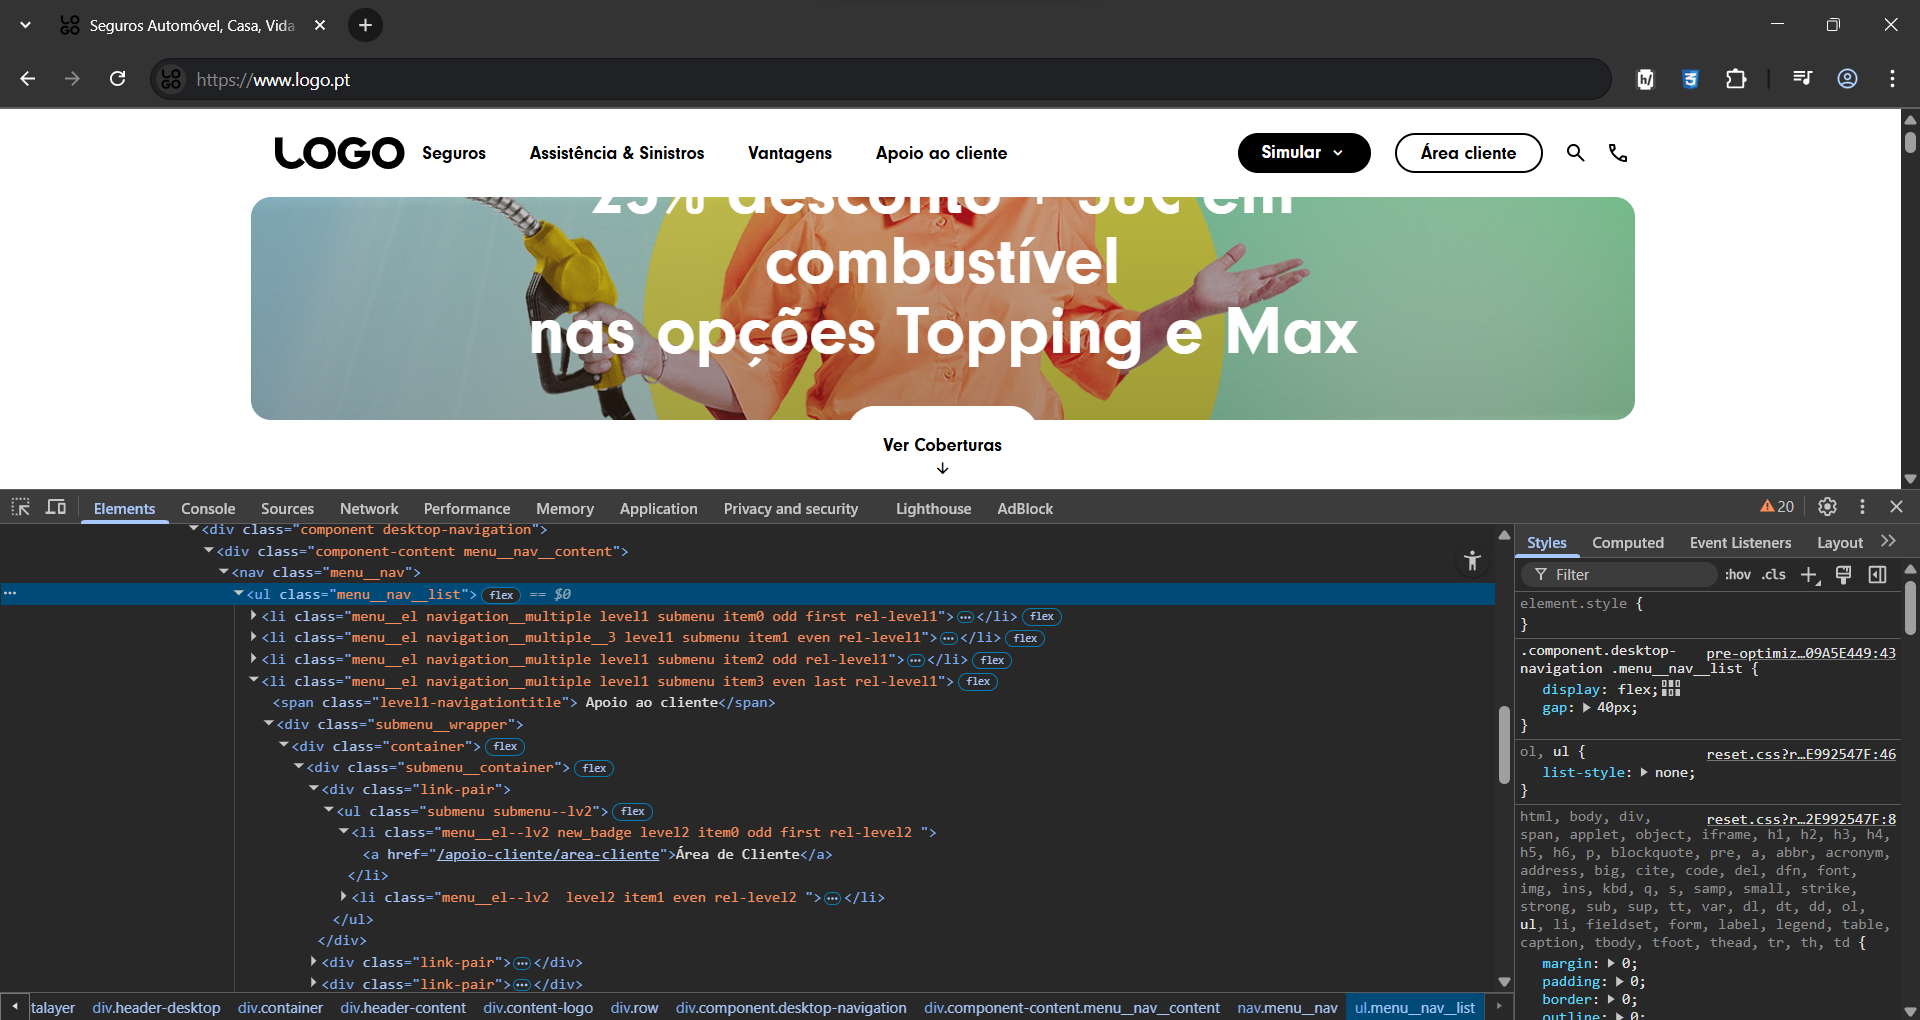 Seguros Automóvel, Casa, Vida
https://www.logo.pt
LOGO
Seguros
Assistência & Sinistros
Vantagens
Apoio ao cliente
Simular
Área cliente
25% desconto + 50€ em
combustível
nas opções Topping e Max
Ver Coberturas
Elements
Console
Sources
Network
Performance
Memory
Application
Privacy and security
Lighthouse
AdBlock
20
<div class="component desktop-navigation">
<div class="component-content menu__nav__content">
<nav class="menu__nav">
<ul class="menu__nav__list"> flex == $0
<li class="menu__el navigation__multiple level1 submenu item0 odd first rel-level1"> … </li> flex
<li class="menu__el navigation__multiple__3 level1 submenu item1 even rel-level1"> … </li> flex
<li class="menu__el navigation__multiple level1 submenu item2 odd rel-level1"> … </li> flex
<li class="menu__el navigation__multiple level1 submenu item3 even last rel-level1"> flex
<span class="level1-navigationtitle"> Apoio ao cliente</span>
<div class="submenu__wrapper">
<div class="container"> flex
<div class="submenu__container"> flex
<div class="link-pair">
<ul class="submenu submenu--lv2"> flex
<li class="menu__el--lv2 new_badge level2 item0 odd first rel-level2 ">
<a href="/apoio-cliente/area-cliente">Área de Cliente</a>
</li>
<li class="menu__el--lv2  level2 item1 even rel-level2 "> … </li>
</ul>
</div>
<div class="link-pair"> … </div>
<div class="link-pair"> … </div>
talayer div.header-desktop div.container div.header-content div.content-logo div.row div.component.desktop-navigation div.component-content.menu__nav__content nav.menu__nav ul.menu__nav__list
Styles
Computed
Event Listeners
Layout
Filter
:hov
.cls
element.style {
}
.component.desktop- pre-optimiz…09A5E449:43
navigation .menu__nav__list {
display: flex;
gap: 40px;
}
ol, ul { reset.css?r…E992547F:46
list-style: none;
}
html, body, div, reset.css?r…2E992547F:8
span, applet, object, iframe, h1, h2, h3, h4,
h5, h6, p, blockquote, pre, a, abbr, acronym,
address, big, cite, code, del, dfn, font,
img, ins, kbd, q, s, samp, small, strike,
strong, sub, sup, tt, var, dl, dt, dd, ol,
ul, li, fieldset, form, label, legend, table,
caption, tbody, tfoot, thead, tr, th, td {
margin: 0;
padding: 0;
border: 0;
outline: 0;